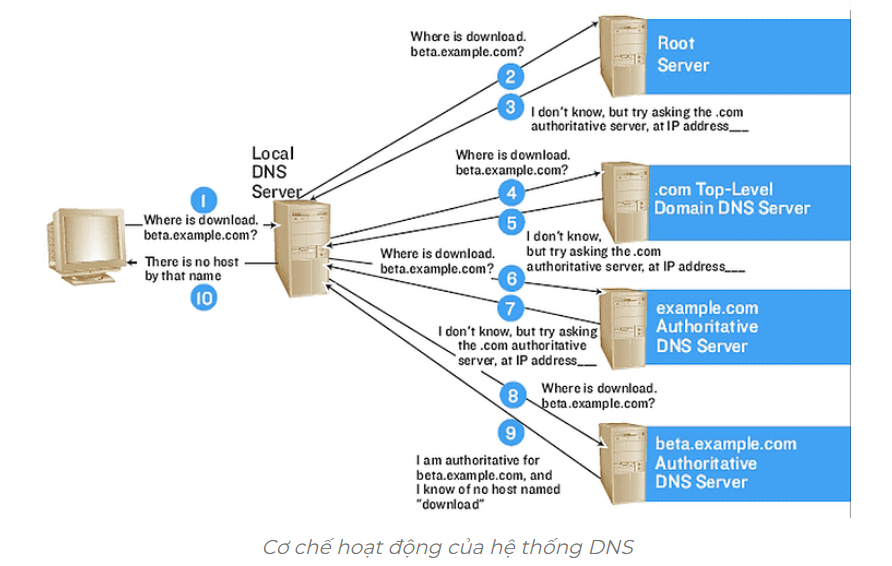 Where is download.
beta.example.com?
2
Root
Server
3
I don't know, but try asking the .com
authoritative server, at IP address___
Local
DNS
Server
1
Where is download.
beta.example.com?
There is no host
by that name
10
Where is download.
beta.example.com?
4
.com Top-Level
Domain DNS Server
5
I don't know,
but try asking the .com
authoritative server, at IP address___
Where is download.
beta.example.com?
6
example.com
Authoritative
DNS Server
7
I don't know, but try asking
the .com authoritative
server, at IP address___
8
Where is download.
beta.example.com?
beta.example.com
Authoritative
DNS Server
9
I am authoritative for
beta.example.com, and
I know of no host named
"download"
Cơ chế hoạt động của hệ thống DNS